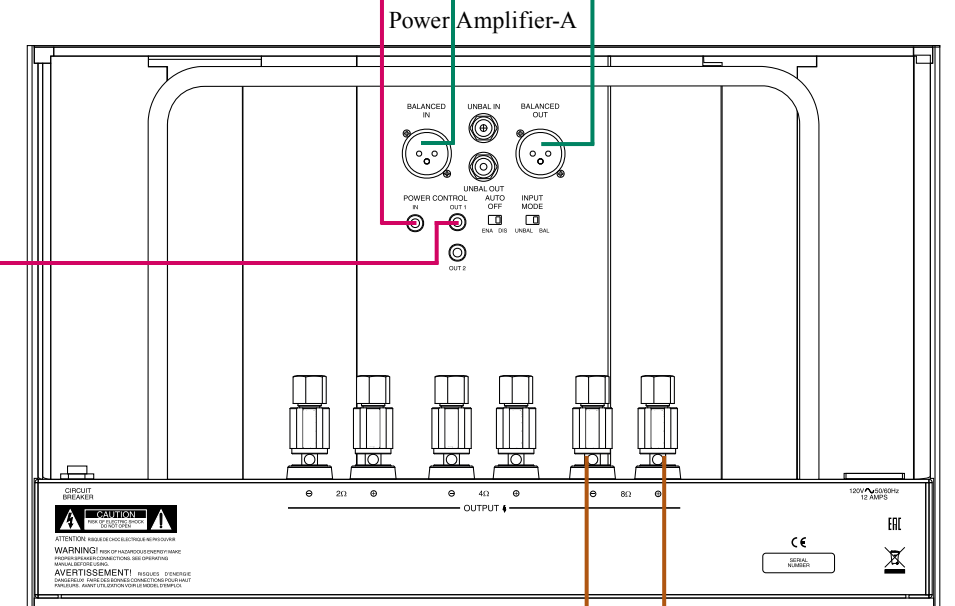 Power Amplifier-A
BALANCED
IN
UNBAL IN
BALANCED
OUT
UNBAL OUT
POWER CONTROL
IN
OUT 1
AUTO
OFF
INPUT
MODE
ENA DIS
UNBAL BAL
OUT 2
⊖ 2Ω ⊕
⊖ 4Ω ⊕
⊖ 8Ω ⊕
OUTPUT
CIRCUIT
BREAKER
CAUTION
RISK OF ELECTRIC SHOCK
DO NOT OPEN
ATTENTION: RISQUE DE CHOC ELECTRIQUE NE PAS OUVRIR
WARNING! RISK OF HAZARDOUS ENERGY! MAKE
PROPER SPEAKER CONNECTIONS. SEE OPERATING
MANUAL BEFORE USING.
AVERTISSEMENT! RISQUES D'ENERGIE
DANGEREUX! FAIRE DES BONNES CONNECTIONS POUR HAUT
PARLEURS. AVANT UTILIZATION VOIR LE MODEL D'EMPLOI.
120V 50/60Hz
12 AMPS
EAC
CE
SERIAL
NUMBER